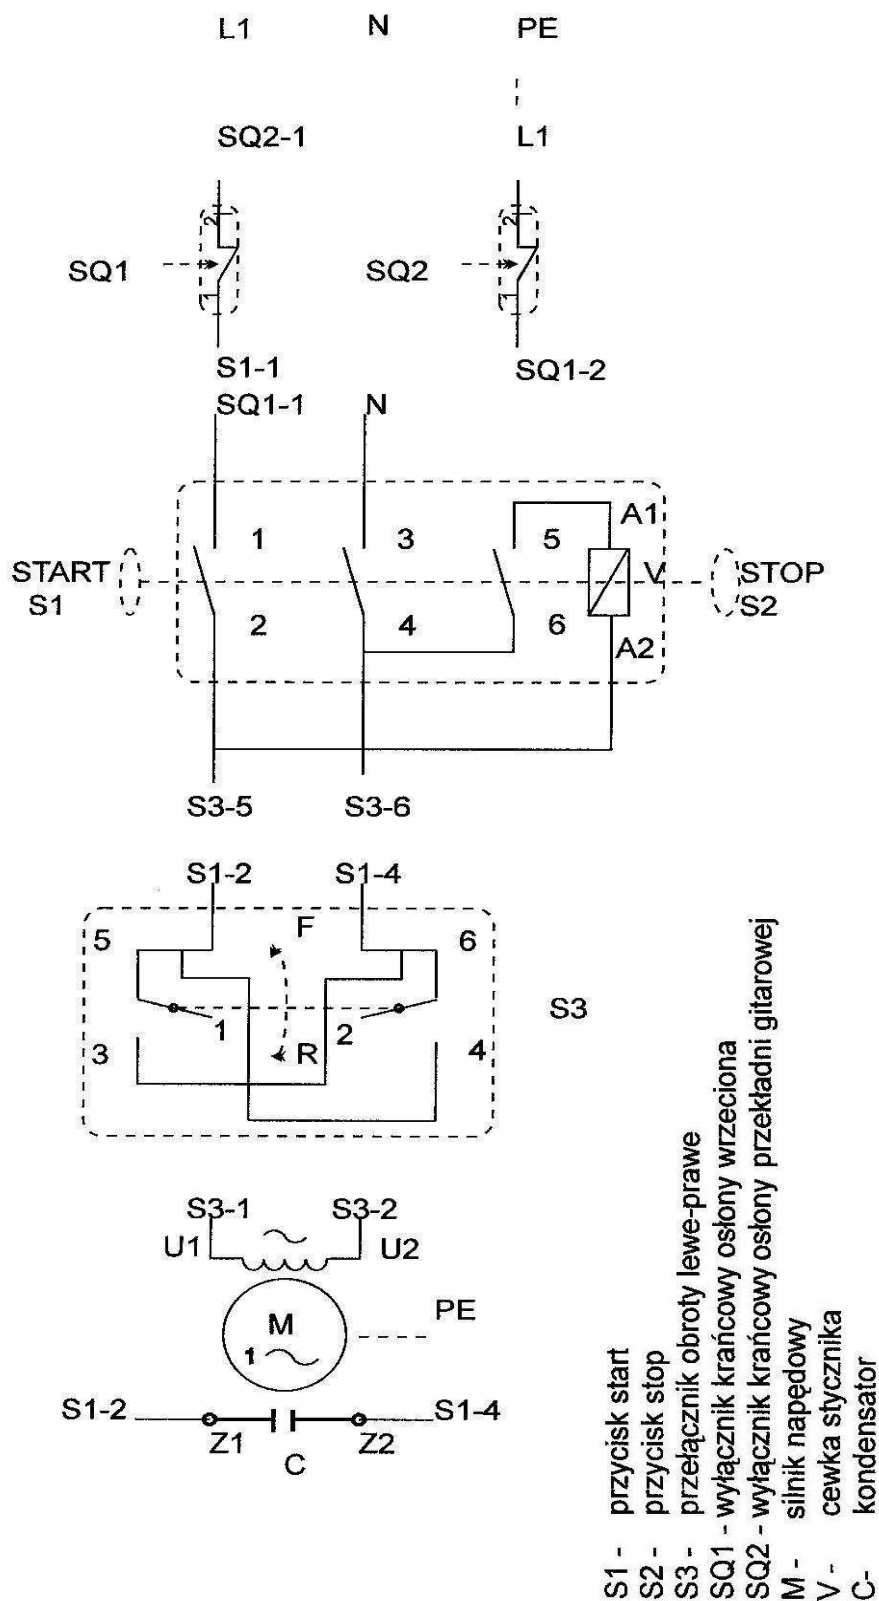 L1 N PE
SQ2-1 L1
2 2
SQ1 SQ2
1 1
S1-1 SQ1-2
SQ1-1 N
A1
1 3 5
START V STOP
S1 S2
2 4 6
A2
S3-5 S3-6
S1-2 S1-4
F
5 6
S3
1 2
3 R 4
S3-1 S3-2
U1 U2
M PE
1
S1-2 S1-4
Z1 Z2
C
S1 - przycisk start
S2 - przycisk stop
S3 - przełącznik obroty lewe-prawe
SQ1 - wyłącznik krańcowy osłony wrzeciona
SQ2 - wyłącznik krańcowy osłony przekładni gitarowej
M - silnik napędowy
V - cewka stycznika
C- kondensator